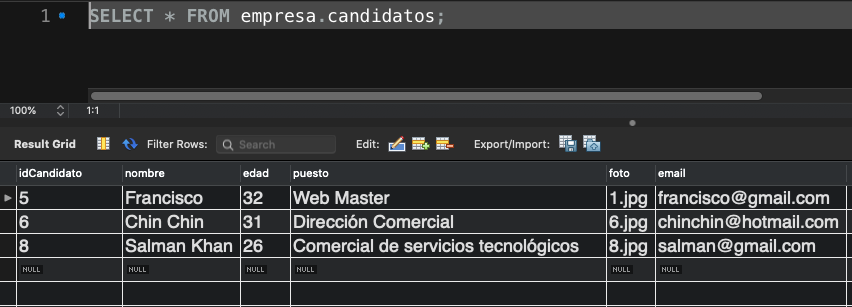 1 SELECT * FROM empresa.candidatos;
100% 1:1
Result Grid Filter Rows: Search Edit: Export/Import:
idCandidato nombre edad puesto foto email
5 Francisco 32 Web Master 1.jpg francisco@gmail.com
6 Chin Chin 31 Dirección Comercial 6.jpg chinchin@hotmail.com
8 Salman Khan 26 Comercial de servicios tecnológicos 8.jpg salman@gmail.com
NULL NULL NULL NULL NULL NULL